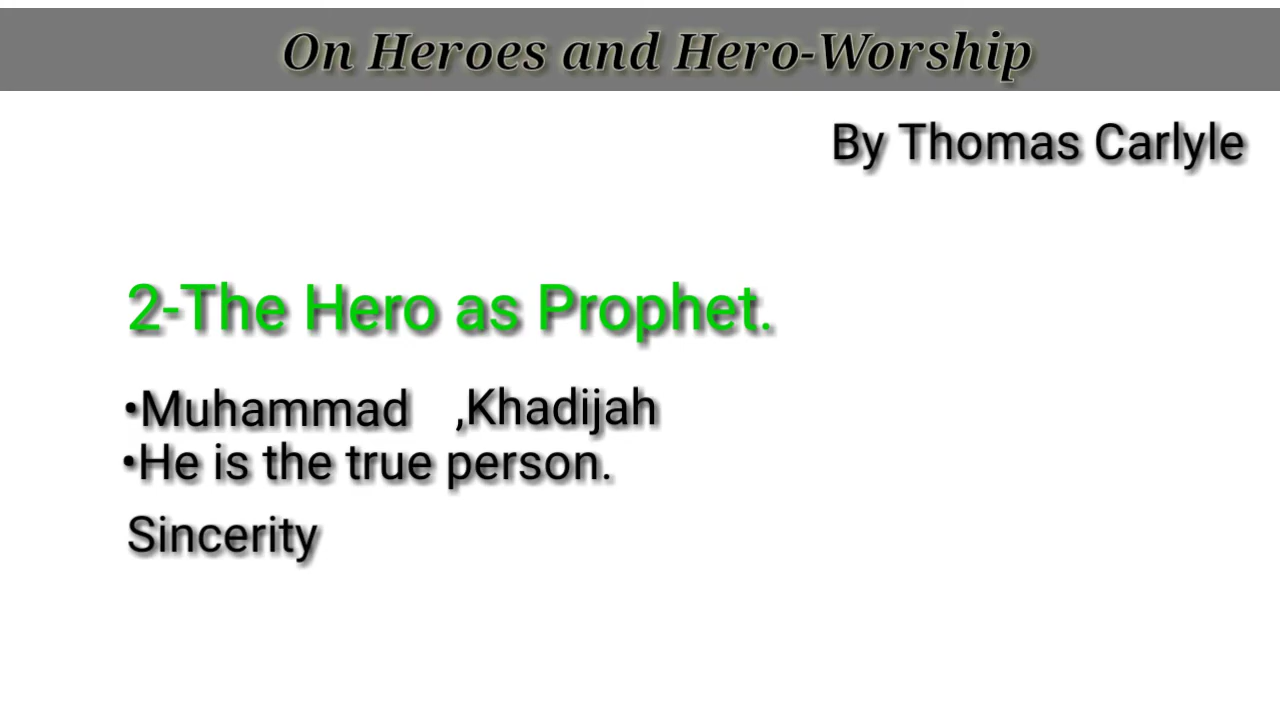 On Heroes and Hero-Worship
By Thomas Carlyle
2-The Hero as Prophet.
•Muhammad ,Khadijah
•He is the true person.
Sincerity